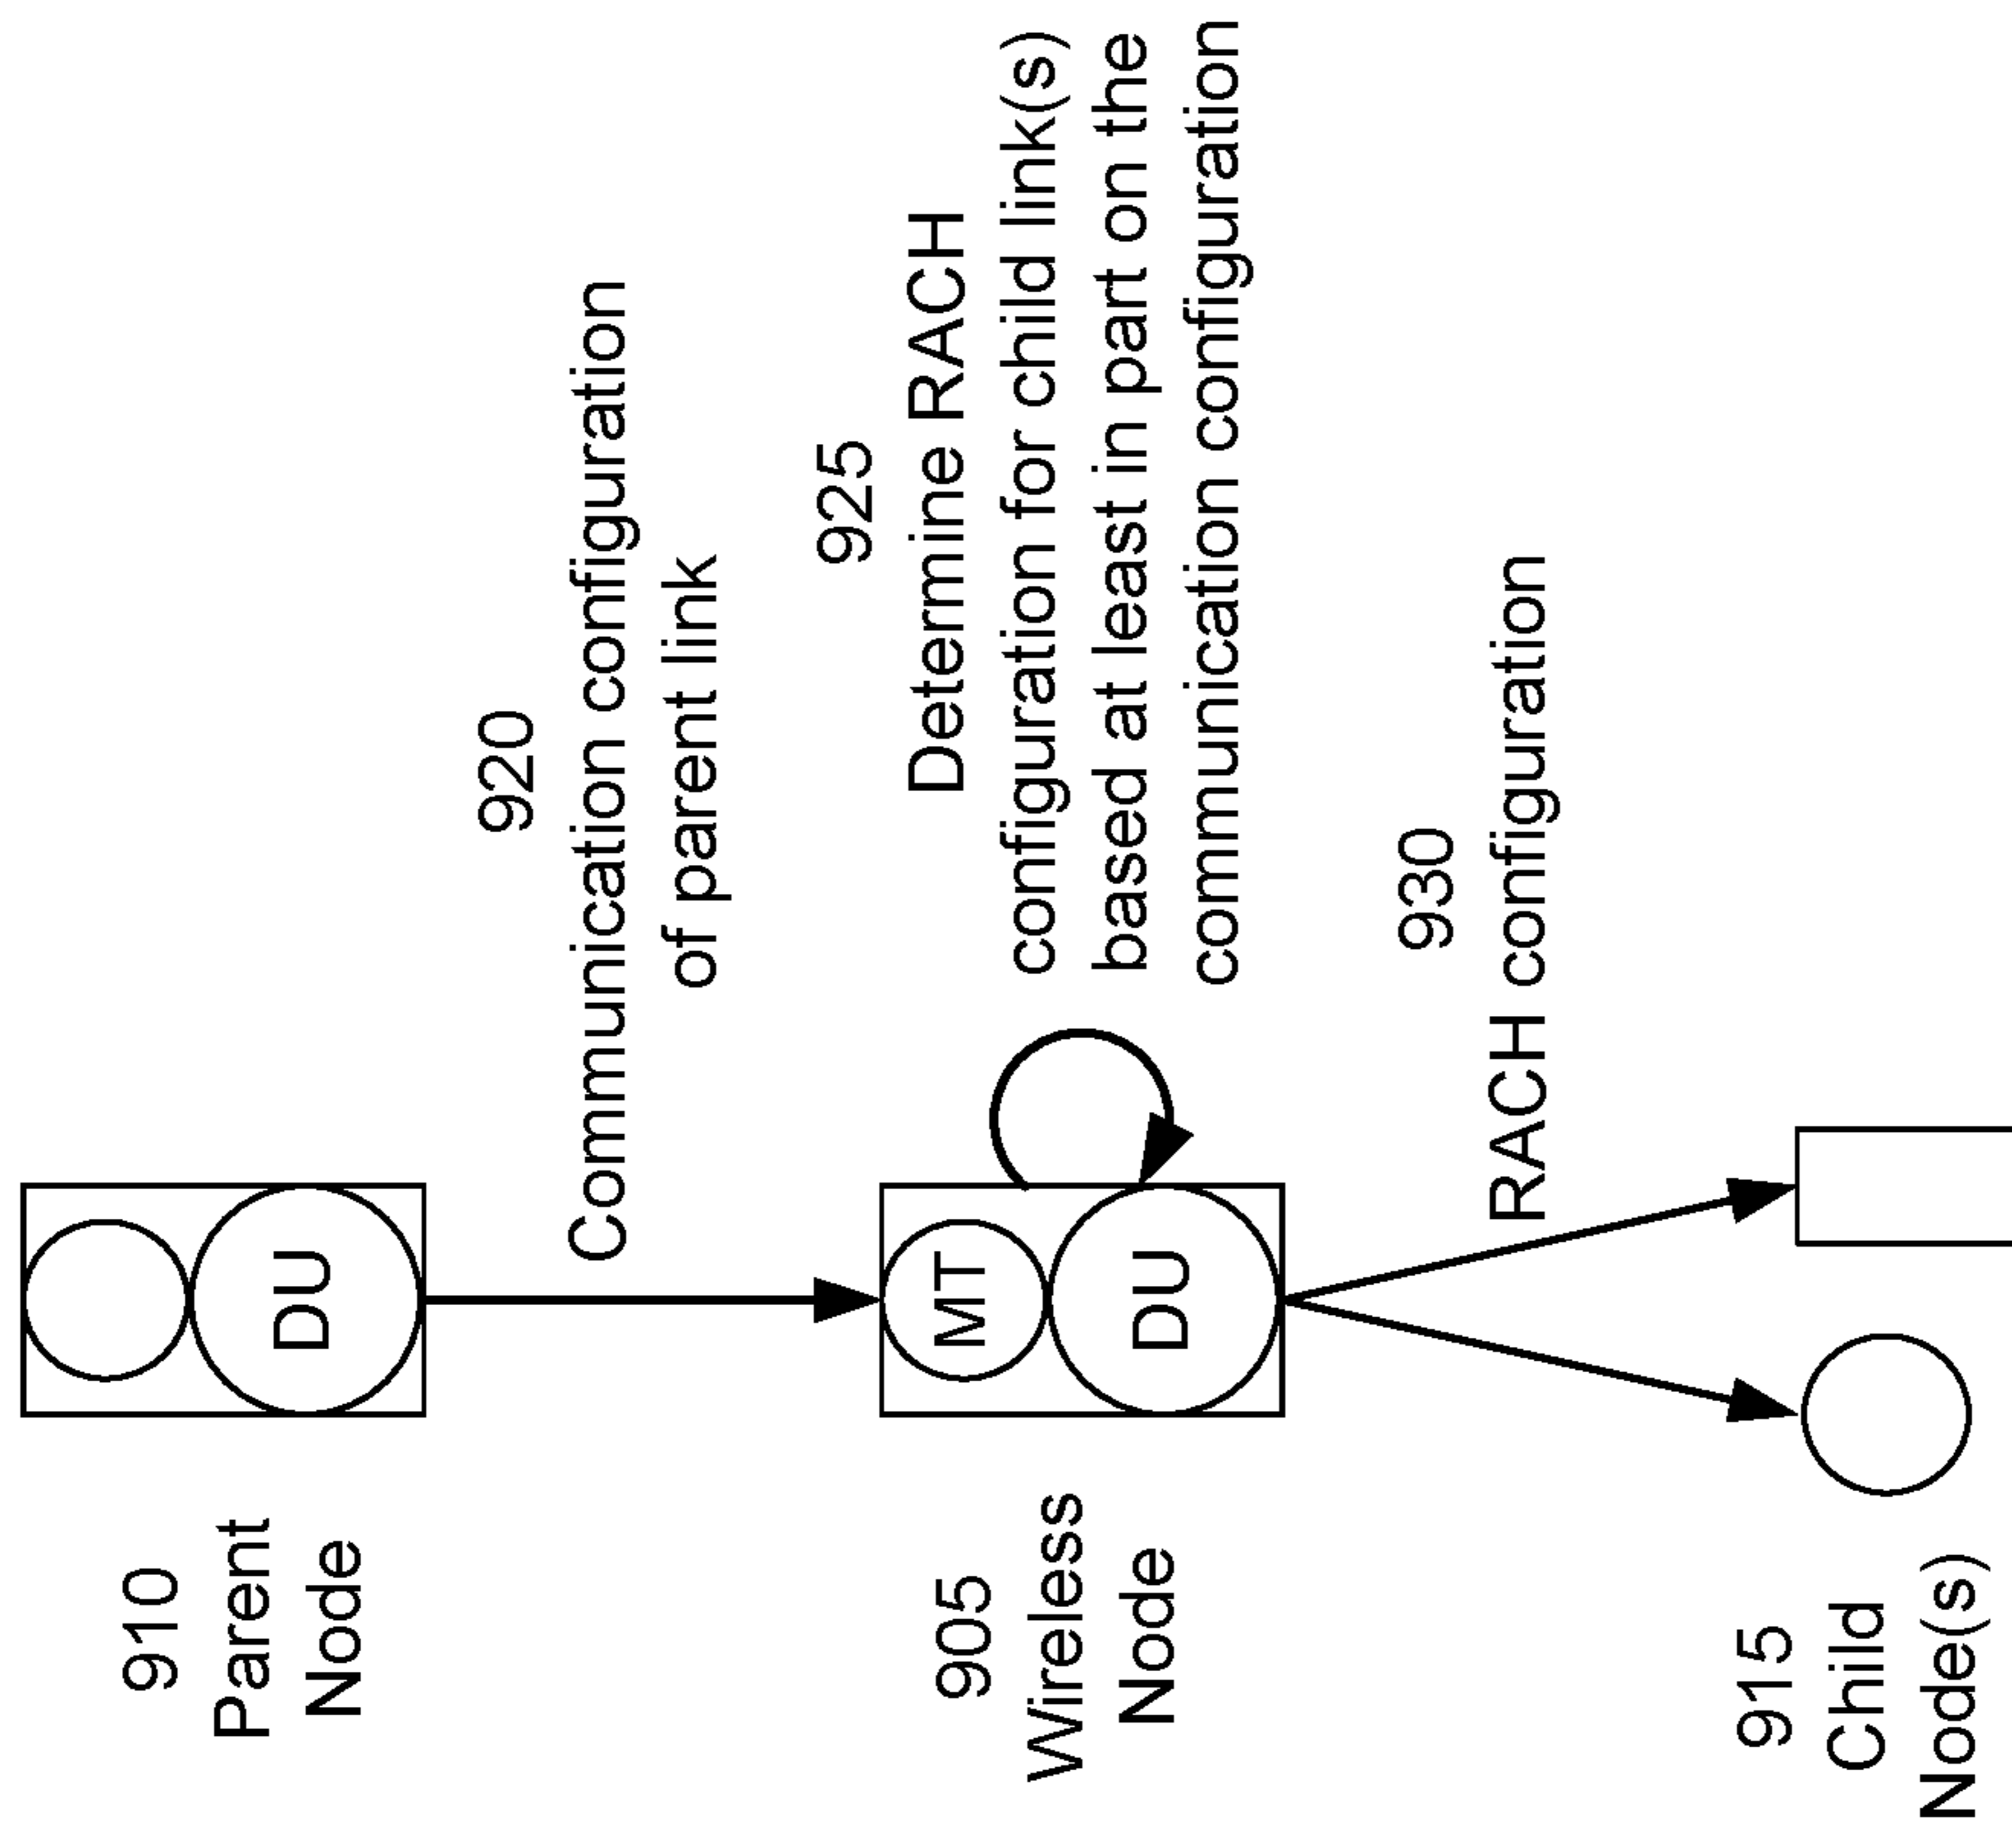 910
Parent
Node
DU
920
Communication configuration
of parent link
905
Wireless
Node
MT
DU
925
Determine RACH
configuration for child link(s)
based at least in part on the
communication configuration
930
RACH configuration
915
Child
Node(s)